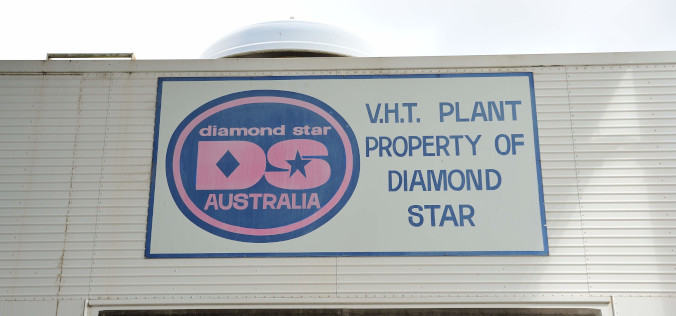 diamond star
DS
AUSTRALIA
V.H.T. PLANT
PROPERTY OF
DIAMOND
STAR